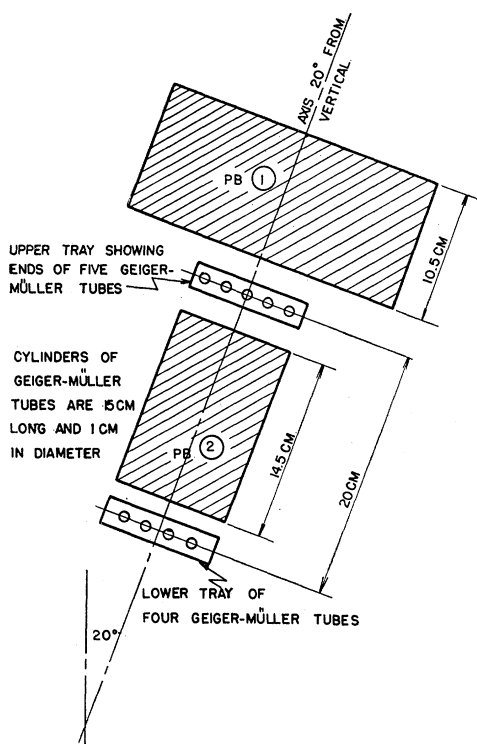 AXIS 20° FROM
VERTICAL
PB 1
10.5 CM
UPPER TRAY SHOWING
ENDS OF FIVE GEIGER-
MÜLLER TUBES
CYLINDERS OF
GEIGER-MÜLLER
TUBES ARE 15CM
LONG AND 1 CM
IN DIAMETER
PB 2
14.5 CM
20 CM
LOWER TRAY OF
FOUR GEIGER-MÜLLER TUBES
20°